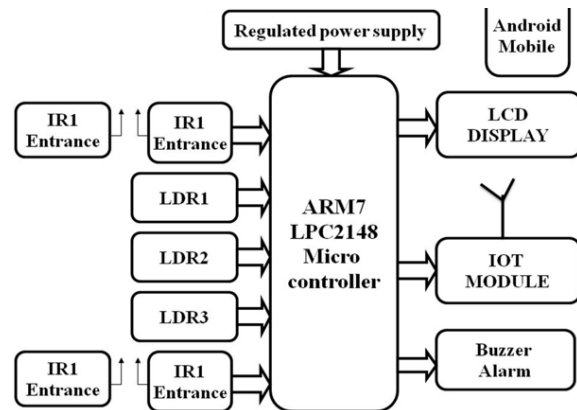 Regulated power supply
Android
Mobile
IR1
Entrance
IR1
Entrance
LCD
DISPLAY
LDR1
ARM7
LPC2148
Micro
controller
LDR2
IOT
MODULE
LDR3
IR1
Entrance
IR1
Entrance
Buzzer
Alarm